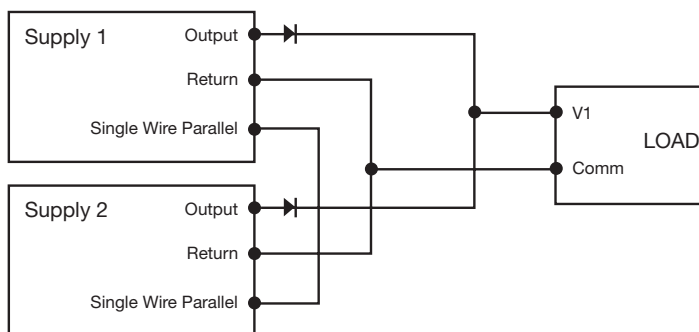 Supply 1
Output
Return
Single Wire Parallel
Supply 2
Output
Return
Single Wire Parallel
V1
LOAD
Comm